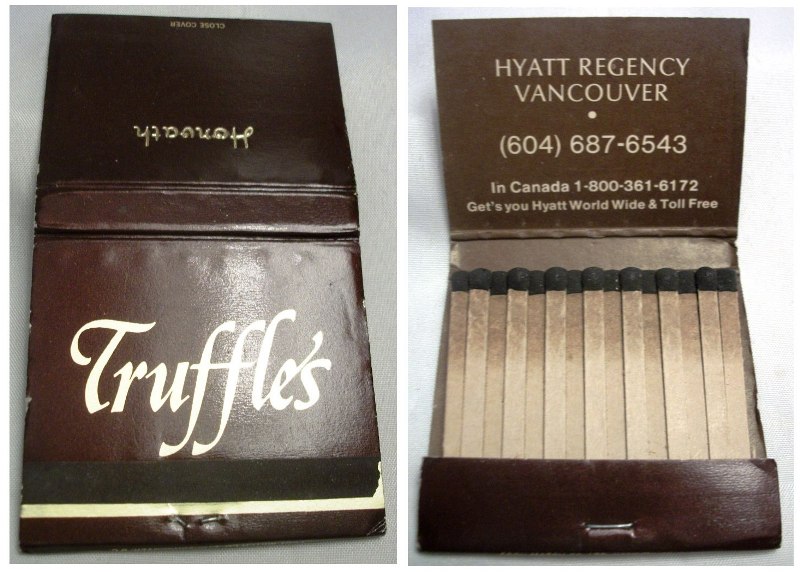 CLOSE COVER
Horvath
Truffle's
HYATT REGENCY
VANCOUVER
•
(604) 687-6543
In Canada 1-800-361-6172
Get's you Hyatt World Wide & Toll Free